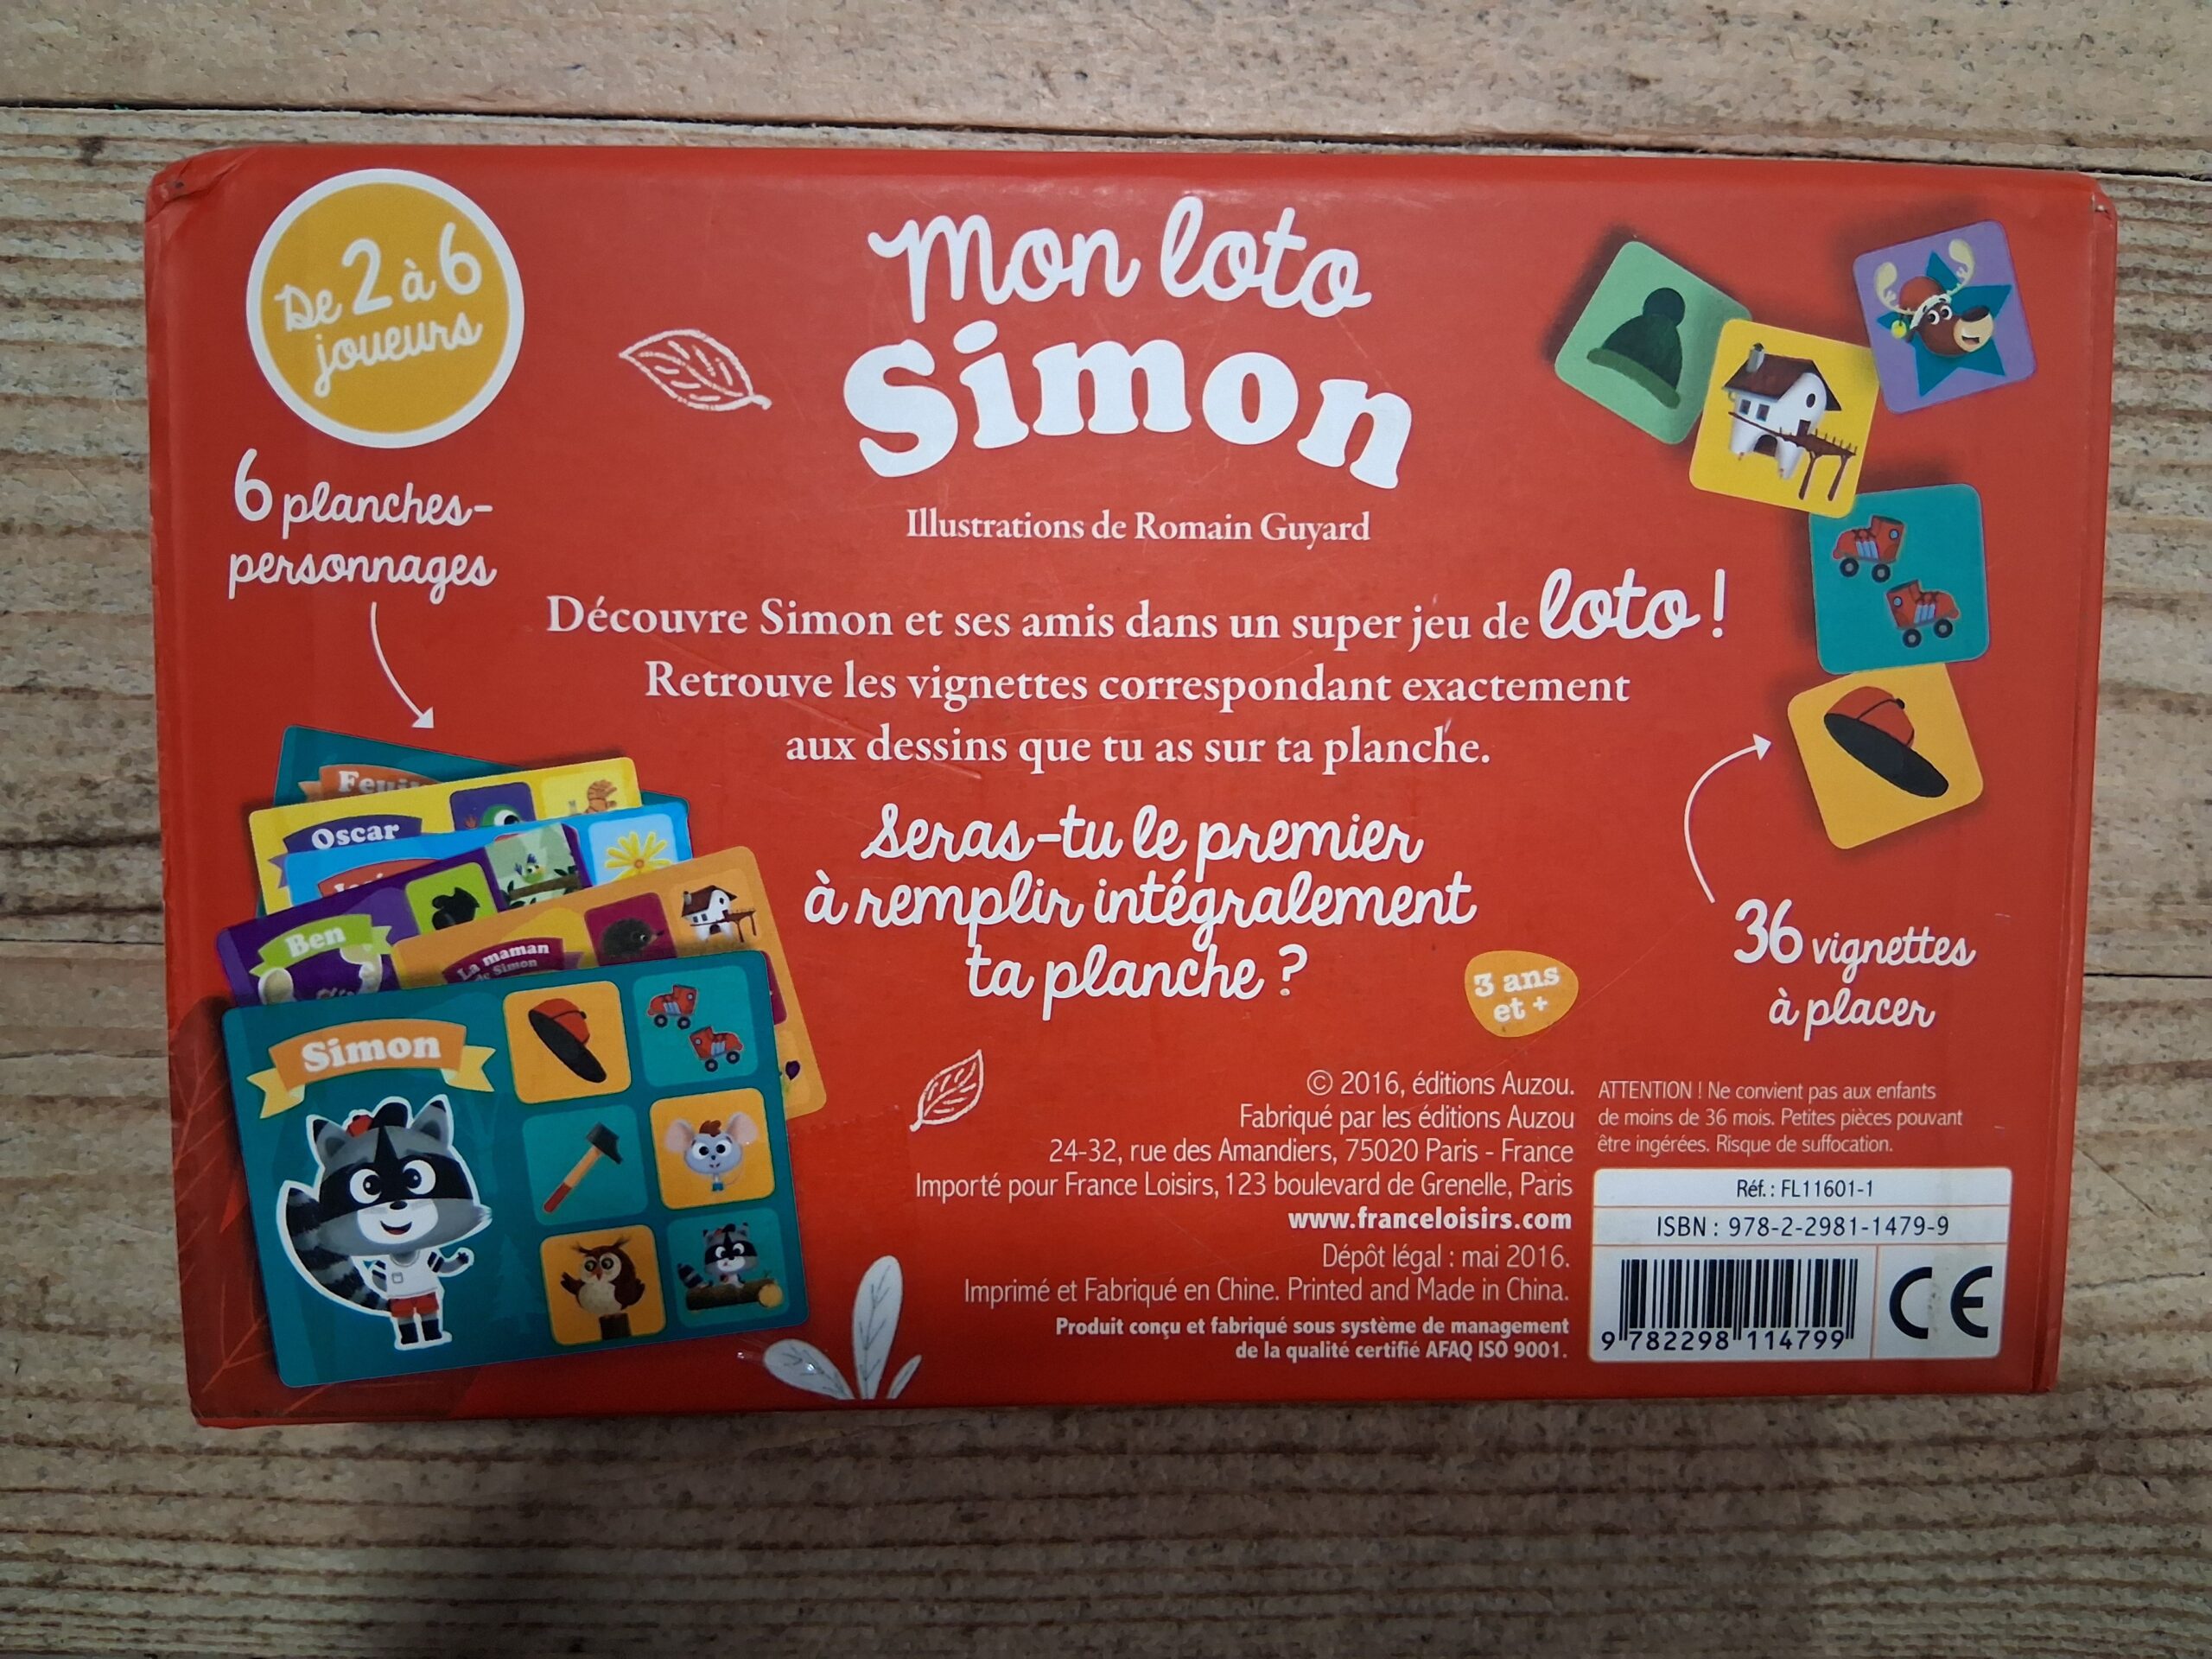 De 2 à 6
joueurs
Mon loto
Simon
Illustrations de Romain Guyard
6 planches-
personnages
Découvre Simon et ses amis dans un super jeu de loto !
Retrouve les vignettes correspondant exactement
aux dessins que tu as sur ta planche.
Seras-tu le premier
à remplir intégralement
ta planche ?
3 ans
et +
36 vignettes
à placer
Oscar
Ben
La maman
de Simon
Simon
© 2016, éditions Auzou.
Fabriqué par les éditions Auzou
24-32, rue des Amandiers, 75020 Paris - France
Importé pour France Loisirs, 123 boulevard de Grenelle, Paris
www.franceloisirs.com
Dépôt légal : mai 2016.
Imprimé et Fabriqué en Chine. Printed and Made in China.
Produit conçu et fabriqué sous système de management
de la qualité certifié AFAQ ISO 9001.
ATTENTION ! Ne convient pas aux enfants
de moins de 36 mois. Petites pièces pouvant
être ingérées. Risque de suffocation.
Réf. : FL11601-1
ISBN : 978-2-2981-1479-9
9 782298 114799
CE